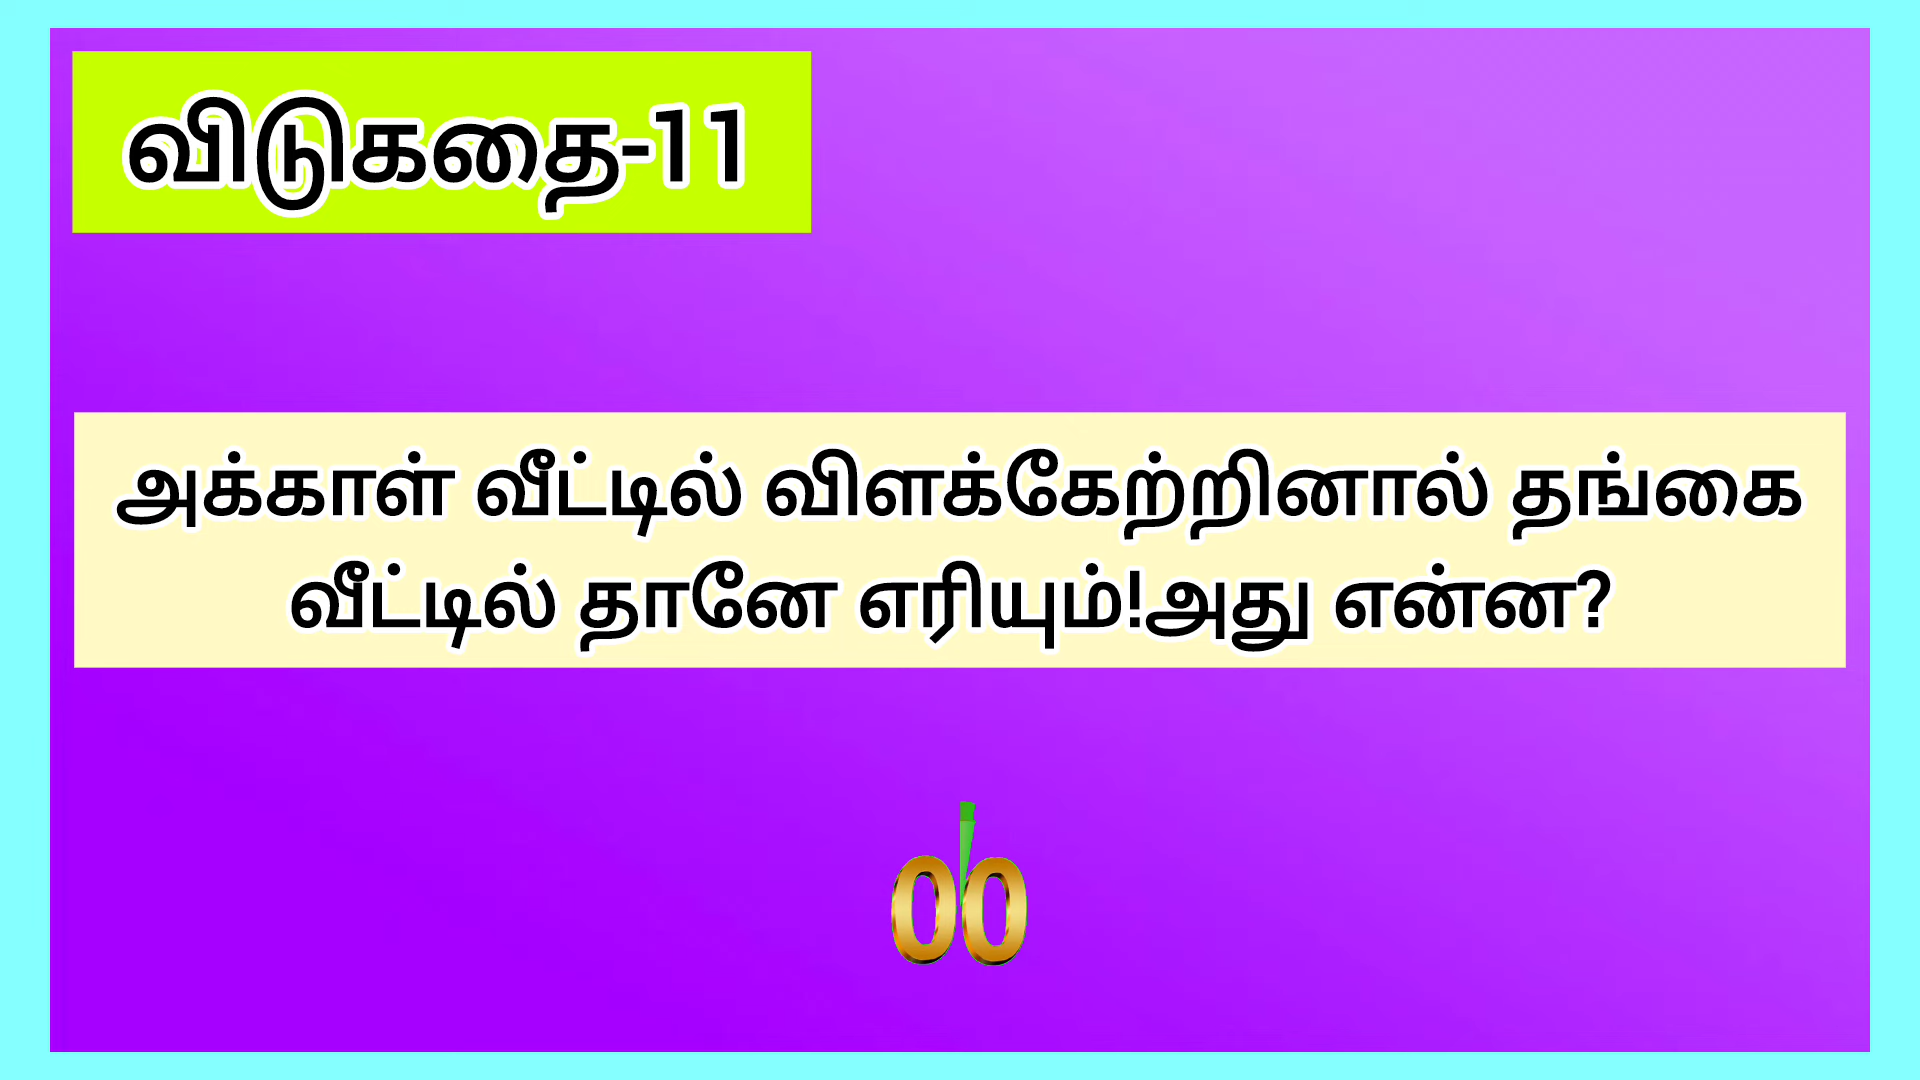 விடுகதை-11
அக்காள் வீட்டில் விளக்கேற்றினால் தங்கை
வீட்டில் தானே எரியும்!அது என்ன?
00